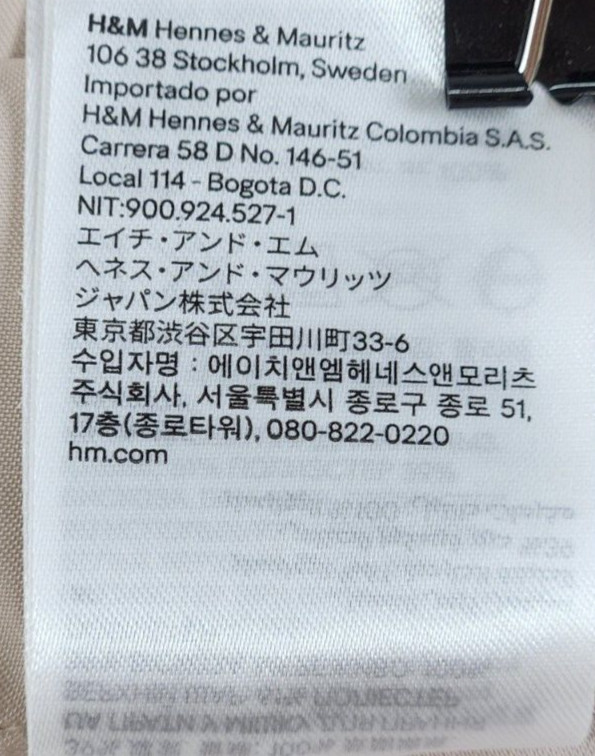 H&M Hennes & Mauritz
106 38 Stockholm, Sweden
Importado por
H&M Hennes & Mauritz Colombia S.A.S.
Carrera 58 D No. 146-51
Local 114 - Bogota D.C.
NIT:900.924.527-1
エイチ・アンド・エム
ヘネス・アンド・マウリッツ
ジャパン株式会社
東京都渋谷区宇田川町33-6
수입자명 : 에이치앤엠헤네스앤모리츠
주식회사, 서울특별시 종로구 종로 51,
17층(종로타워), 080-822-0220
hm.com